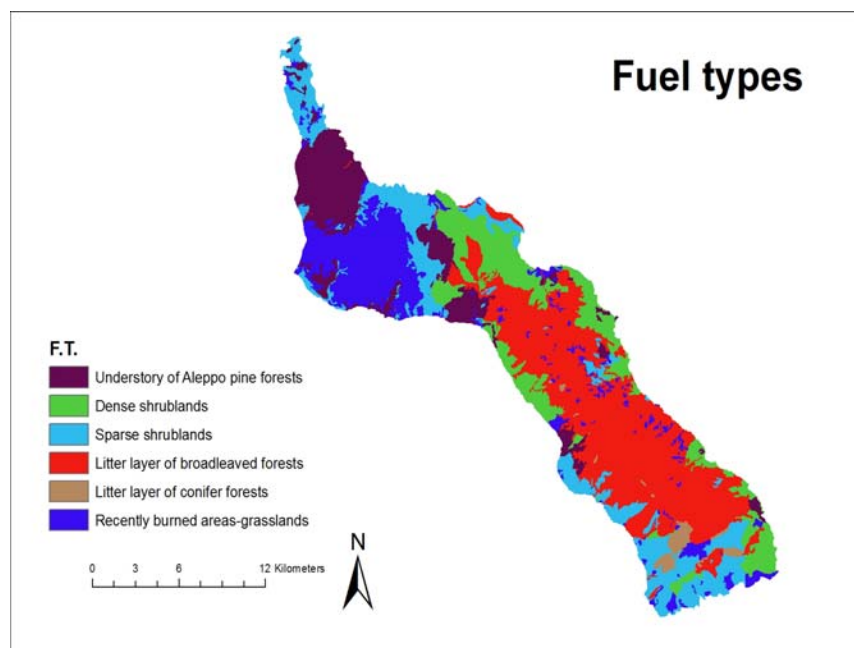 Fuel types
F.T.
Understory of Aleppo pine forests
Dense shrublands
Sparse shrublands
Litter layer of broadleaved forests
Litter layer of conifer forests
Recently burned areas-grasslands
N
0 3 6 12 Kilometers